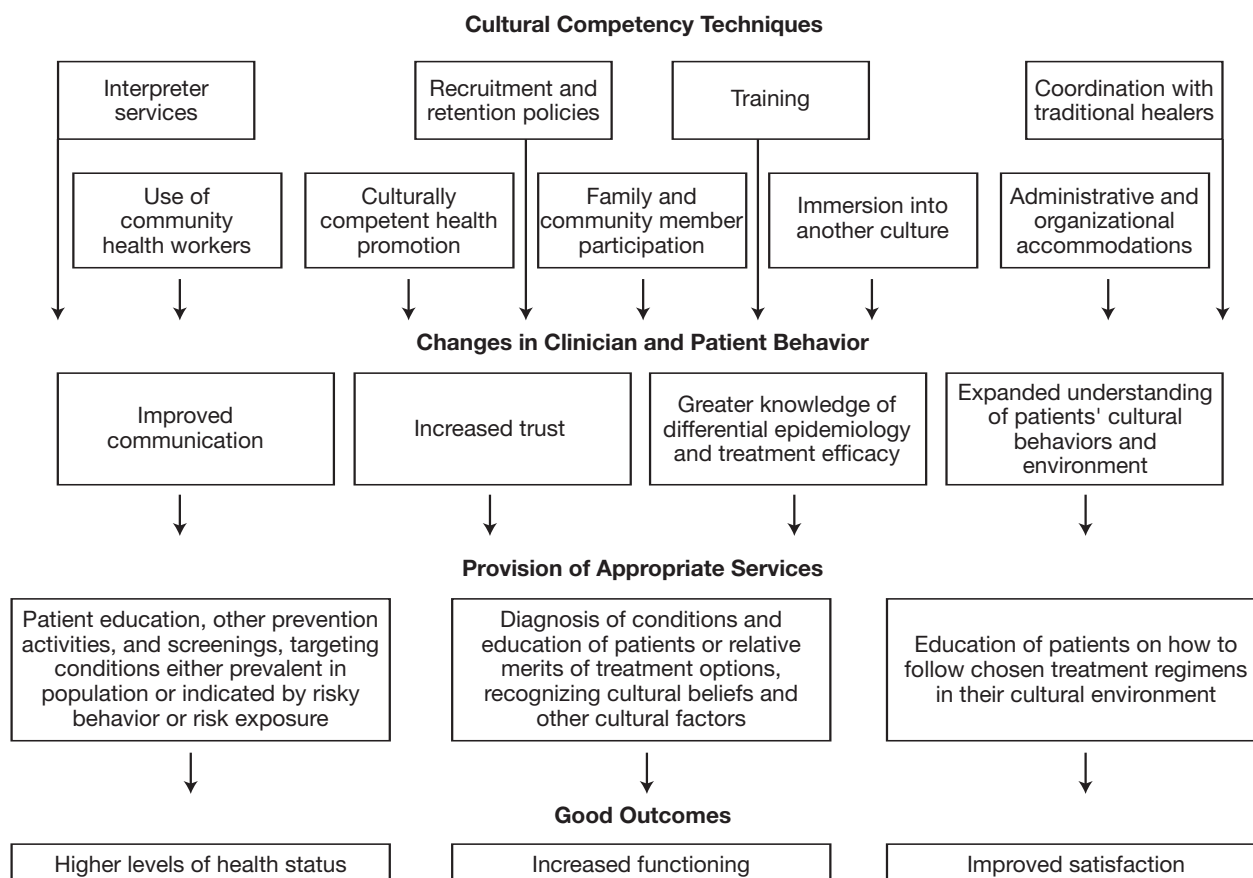 Cultural Competency Techniques
Interpreter
services
Recruitment and
retention policies
Training
Coordination with
traditional healers
Use of
community
health workers
Culturally
competent health
promotion
Family and
community member
participation
Immersion into
another culture
Administrative and
organizational
accommodations
Changes in Clinician and Patient Behavior
Improved
communication
Increased trust
Greater knowledge of
differential epidemiology
and treatment efficacy
Expanded understanding
of patients' cultural
behaviors and
environment
Provision of Appropriate Services
Patient education, other prevention
activities, and screenings, targeting
conditions either prevalent in
population or indicated by risky
behavior or risk exposure
Diagnosis of conditions and
education of patients or relative
merits of treatment options,
recognizing cultural beliefs and
other cultural factors
Education of patients on how to
follow chosen treatment regimens
in their cultural environment
Good Outcomes
Higher levels of health status
Increased functioning
Improved satisfaction